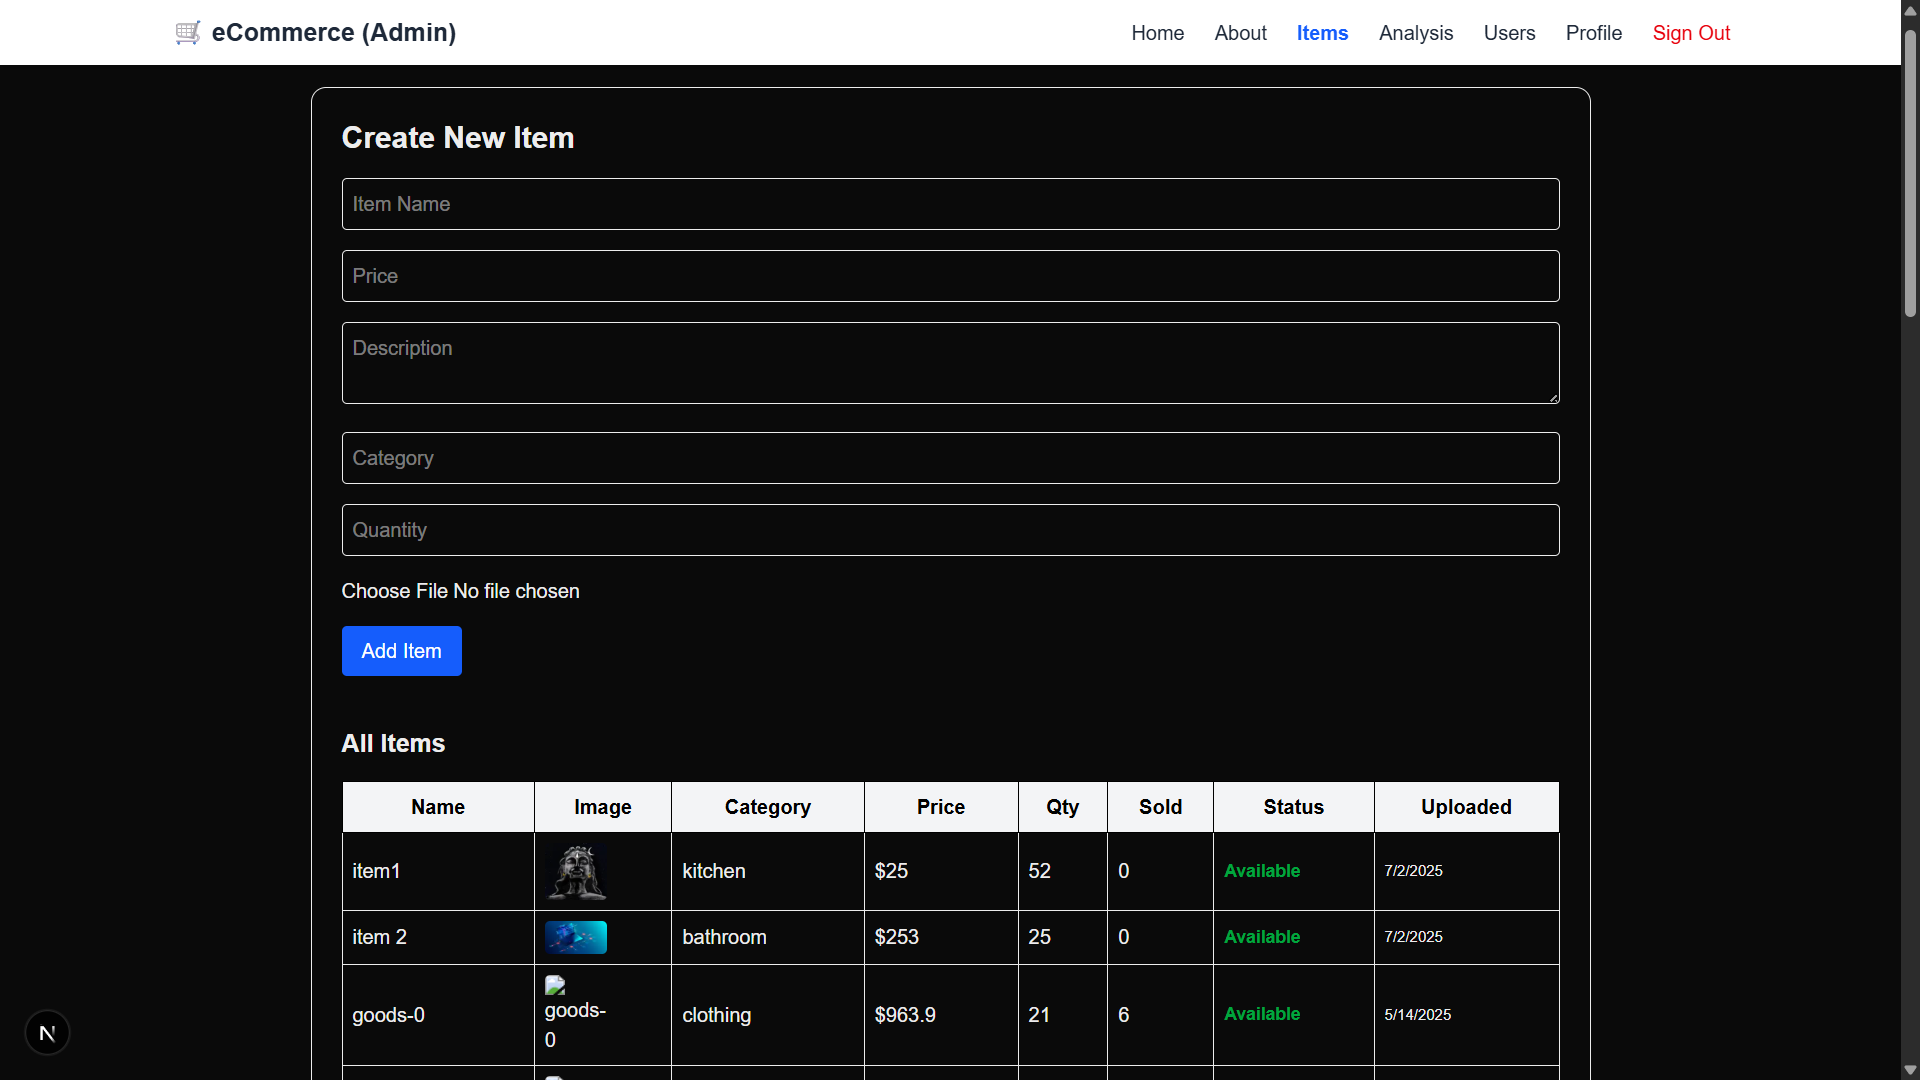 eCommerce (Admin)
Home About Items Analysis Users Profile Sign Out
Create New Item
Item Name
Price
Description
Category
Quantity
Choose File No file chosen
Add Item
All Items
Name Image Category Price Qty Sold Status Uploaded
item1 kitchen $25 52 0 Available 7/2/2025
item 2 bathroom $253 25 0 Available 7/2/2025
goods-0 goods-0 clothing $963.9 21 6 Available 5/14/2025
N